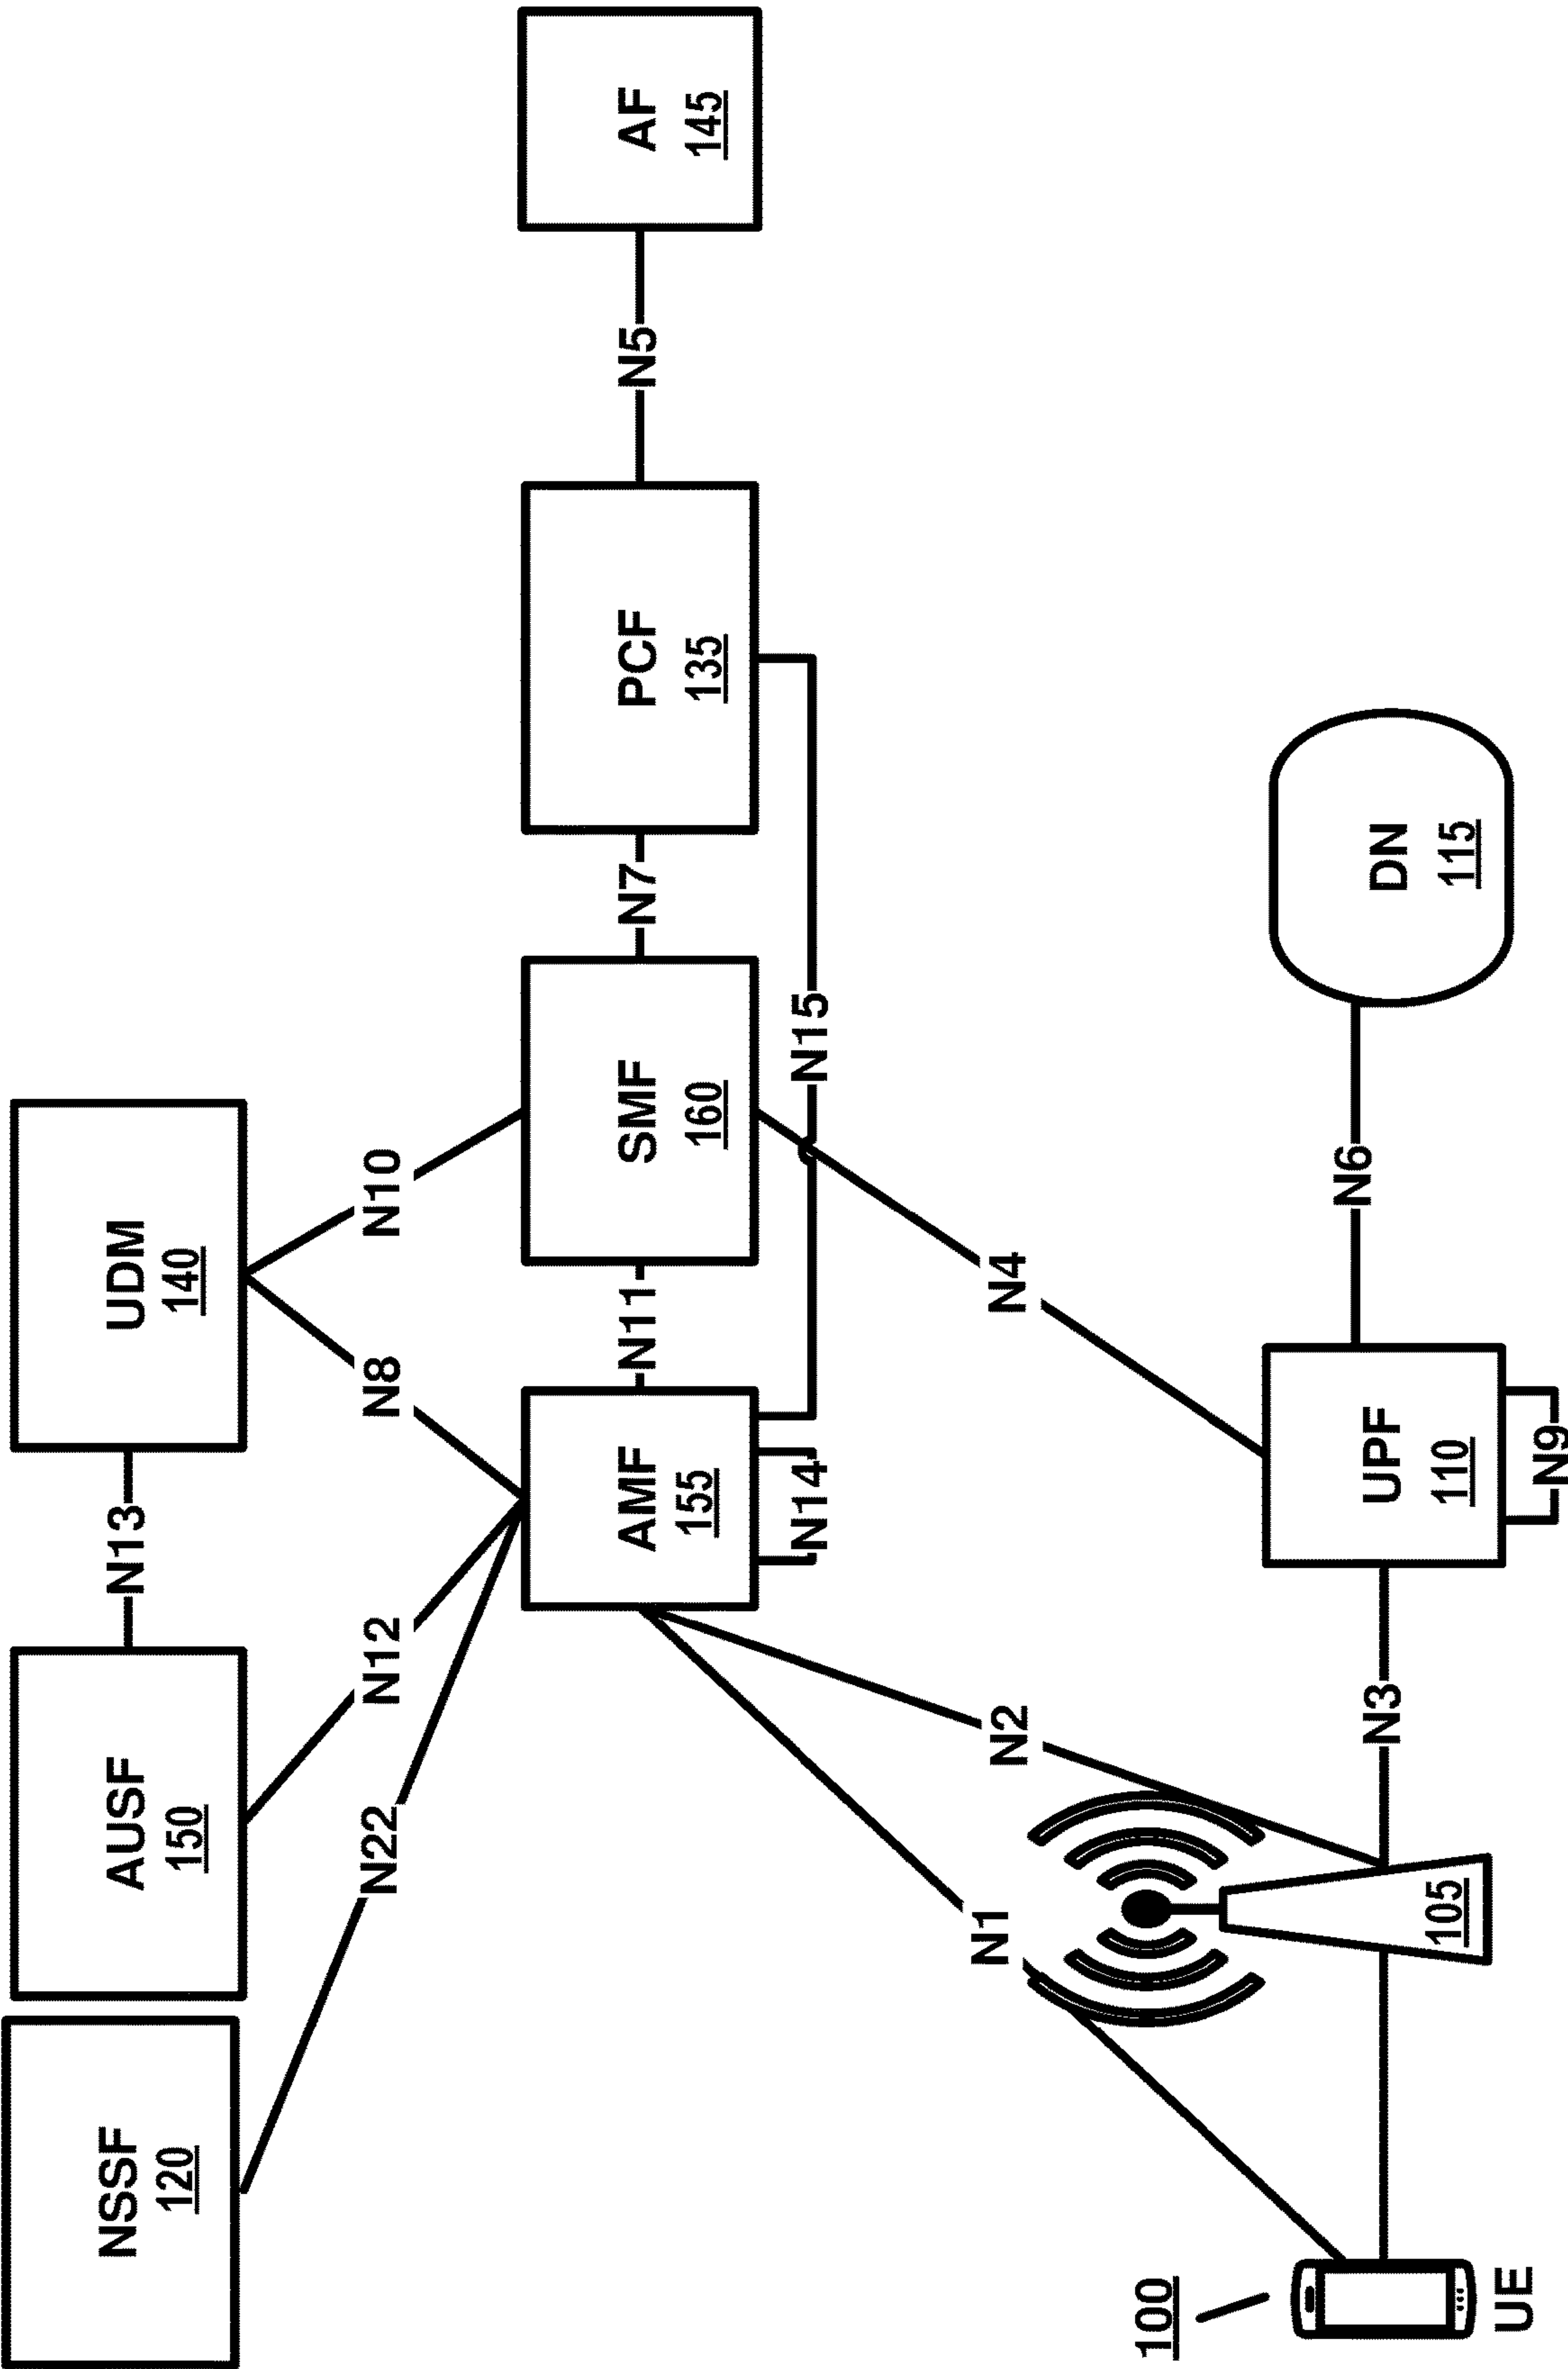 NSSF
120
AUSF
150
N13
UDM
140
N22
N12
N8
N10
AMF
155
N11
SMF
160
N7
PCF
135
N5
AF
145
N14
N15
N1
N2
N4
100
UE
105
N3
UPF
110
N9
N6
DN
115